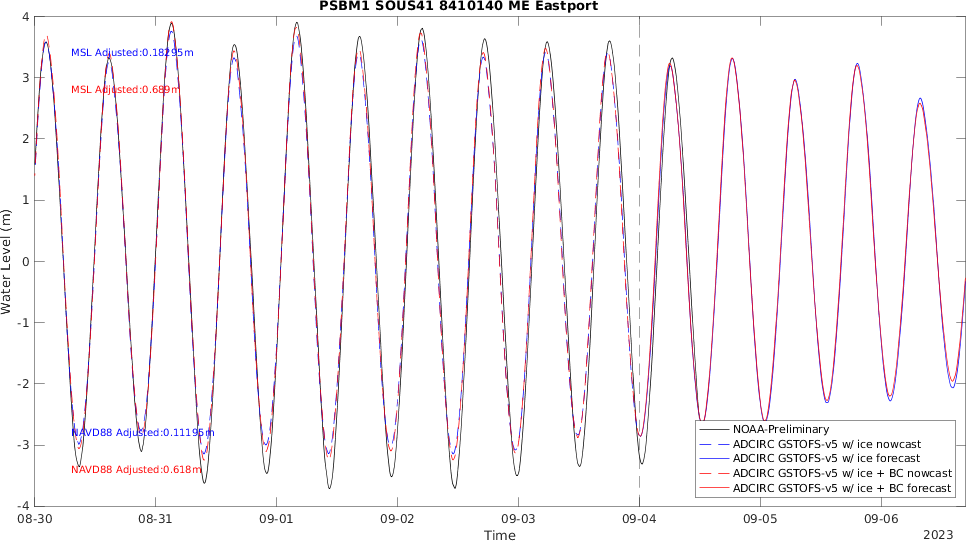 PSBM1 SOUS41 8410140 ME Eastport
4
3
2
1
0
-1
-2
-3
-4
Water Level (m)
MSL Adjusted:0.18295m
MSL Adjusted:0.689m
NAVD88 Adjusted:0.11195m
NAVD88 Adjusted:0.618m
NOAA-Preliminary
ADCIRC GSTOFS-v5 w/ ice nowcast
ADCIRC GSTOFS-v5 w/ ice forecast
ADCIRC GSTOFS-v5 w/ ice + BC nowcast
ADCIRC GSTOFS-v5 w/ ice + BC forecast
08-30 08-31 09-01 09-02 09-03 09-04 09-05 09-06
Time
2023